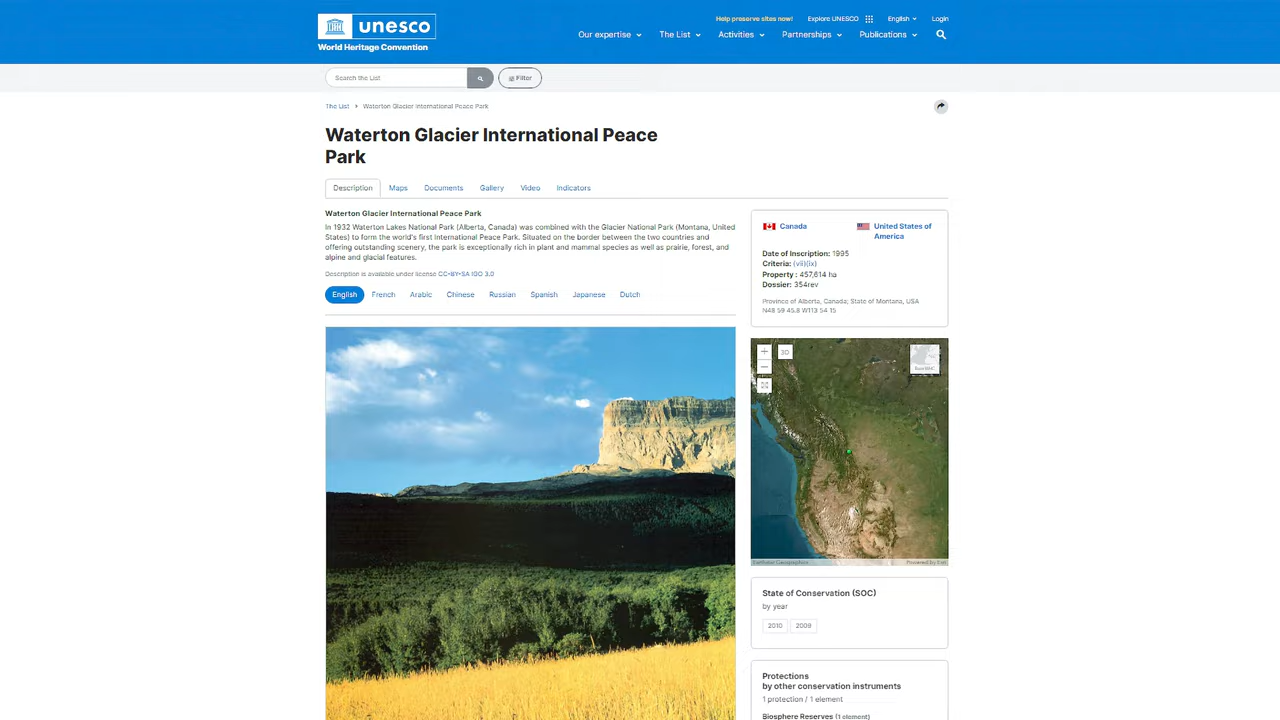 unesco
World Heritage Convention
Help preserve sites now!
Explore UNESCO
English
Login
Our expertise
The List
Activities
Partnerships
Publications
Search the List
Filter
The List
Waterton Glacier International Peace Park
Waterton Glacier International Peace
Park
Description
Maps
Documents
Gallery
Video
Indicators
Waterton Glacier International Peace Park
In 1932 Waterton Lakes National Park (Alberta, Canada) was combined with the Glacier National Park (Montana, United
States) to form the world's first International Peace Park. Situated on the border between the two countries and
offering outstanding scenery, the park is exceptionally rich in plant and mammal species as well as prairie, forest, and
alpine and glacial features.
Description is available under license CC-BY-SA IGO 3.0
English
French
Arabic
Chinese
Russian
Spanish
Japanese
Dutch
Canada
United States of
America
Date of Inscription: 1995
Criteria: (vii)(ix)
Property : 457,614 ha
Dossier: 354rev
Province of Alberta, Canada; State of Montana, USA
N48 59 45.8 W113 54 15
3D
Earthstar Geographics
Powered by Esri
State of Conservation (SOC)
by year
2010
2009
Protections
by other conservation instruments
1 protection / 1 element
Biosphere Reserves (1 element)